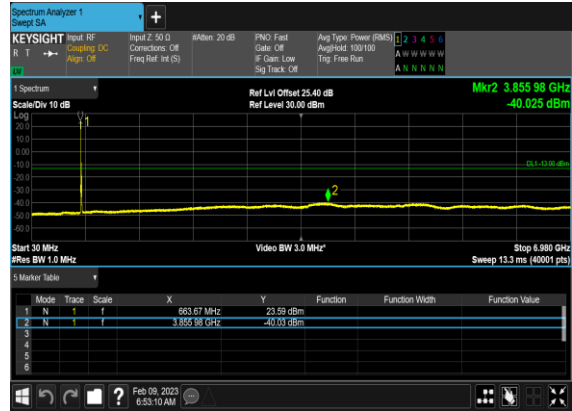 Spectrum Analyzer 1
Swept SA
+
KEYSIGHT Input: RF Input Z: 50 Ω #Atten: 20 dB PNO: Fast Avg Type: Power (RMS) 1 2 3 4 5 6
R T Coupling: DC Corrections: Off Gate: Off Avg|Hold: 100/100 A W W W W W
Align: Off Freq Ref: Int (S) IF Gain: Low Trig: Free Run
Sig Track: Off A N N N N N
1 Spectrum Ref Lvl Offset 25.40 dB Mkr2 3.855 98 GHz
Scale/Div 10 dB Ref Level 30.00 dBm -40.025 dBm
Log
1
20.0
10.0
0.00
-10.0
DL1 -13.00 dBm
-20.0
-30.0
2
-40.0
-50.0
-60.0
Start 30 MHz Video BW 3.0 MHz* Stop 6.980 GHz
#Res BW 1.0 MHz Sweep 13.3 ms (40001 pts)
5 Marker Table
Mode Trace Scale X Y Function Function Width Function Value
1 N 1 f 663.67 MHz 23.59 dBm
2 N 1 f 3.855 98 GHz -40.03 dBm
3
4
5
6
? Feb 09, 2023
6:53:10 AM